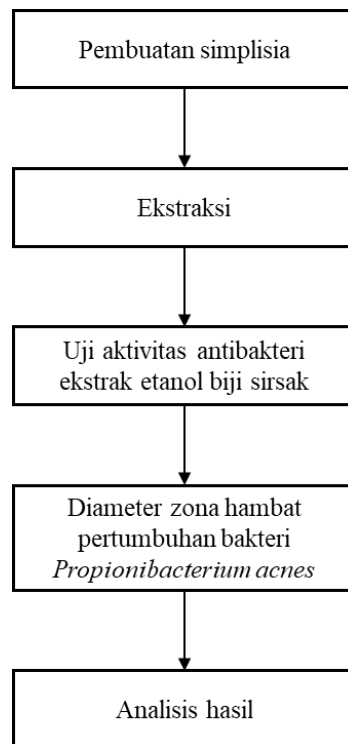 Pembuatan simplisia
Ekstraksi
Uji aktivitas antibakteri
ekstrak etanol biji sirsak
Diameter zona hambat
pertumbuhan bakteri
Propionibacterium acnes
Analisis hasil